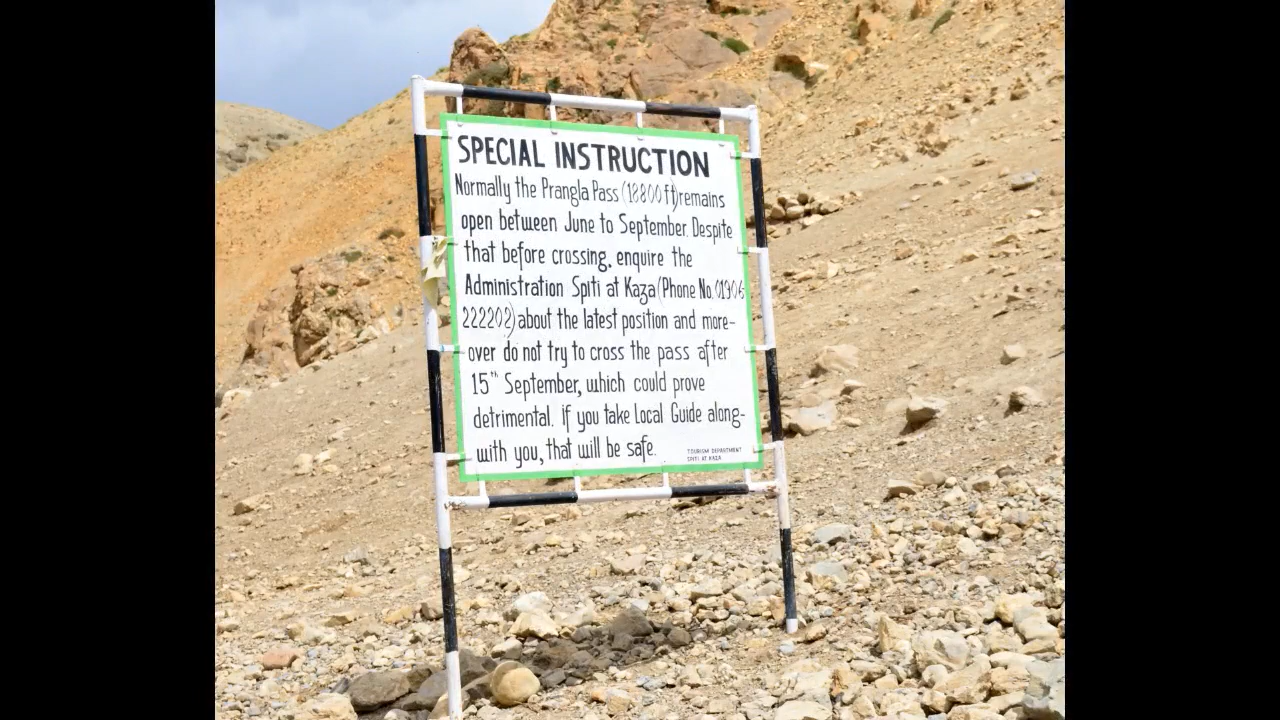 SPECIAL INSTRUCTION
Normally the Prangla Pass (18800 ft) remains
open between June to September. Despite
that before crossing, enquire the
Administration Spiti at Kaza (Phone No. 01906
222202) about the latest position and more-
over do not try to cross the pass after
15th September, which could prove
detrimental. if you take Local Guide along-
with you, that will be safe.
TOURISM DEPARTMENT
SPITI AT KAZA